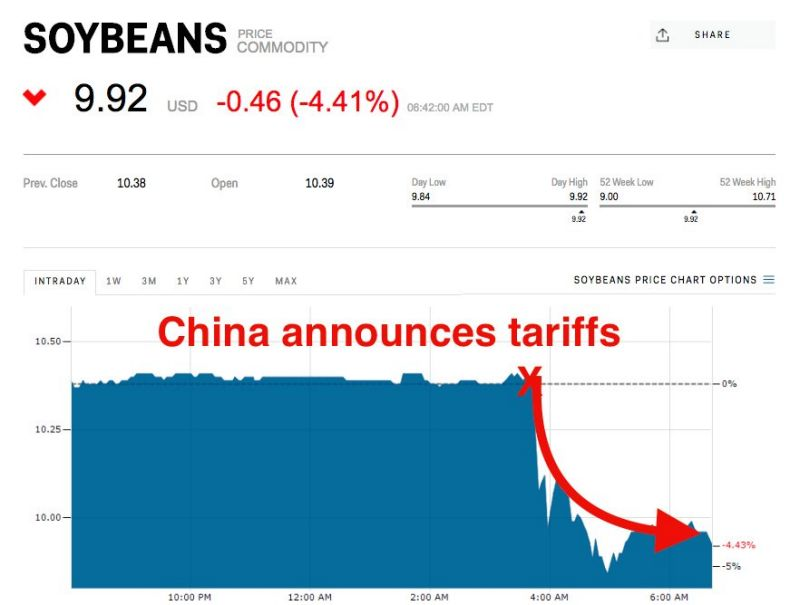 SOYBEANS PRICE COMMODITY
SHARE
9.92 USD -0.46 (-4.41%) 08:42:00 AM EDT
Prev. Close 10.38 Open 10.39
Day Low Day High 52 Week Low 52 Week High
9.84 9.92 9.00 10.71
9.92 9.92
INTRADAY 1W 3M 1Y 3Y 5Y MAX
SOYBEANS PRICE CHART OPTIONS
China announces tariffs
10.50
X
0%
10.25
10.00
-4.43%
-5%
10:00 PM 12:00 AM 2:00 AM 4:00 AM 6:00 AM